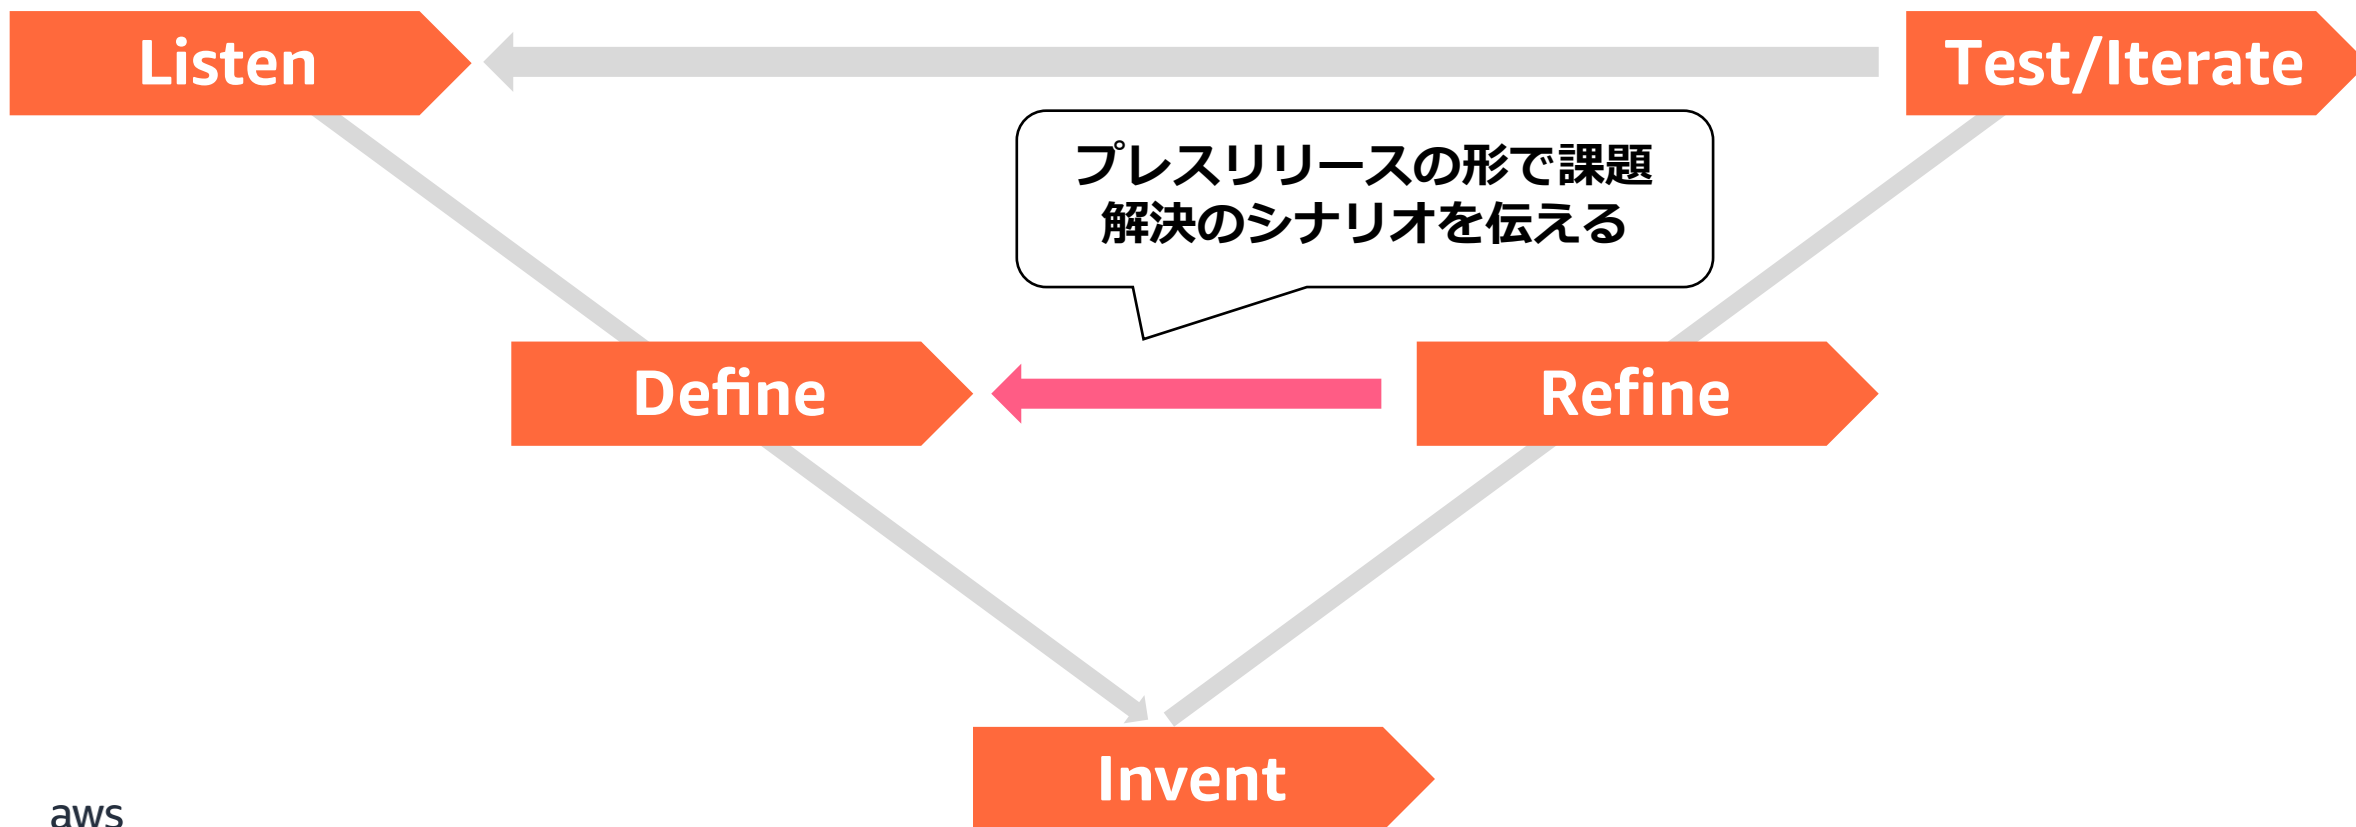 Listen
Test/Iterate
プレスリリースの形で課題
解決のシナリオを伝える
Define
Refine
Invent
aws